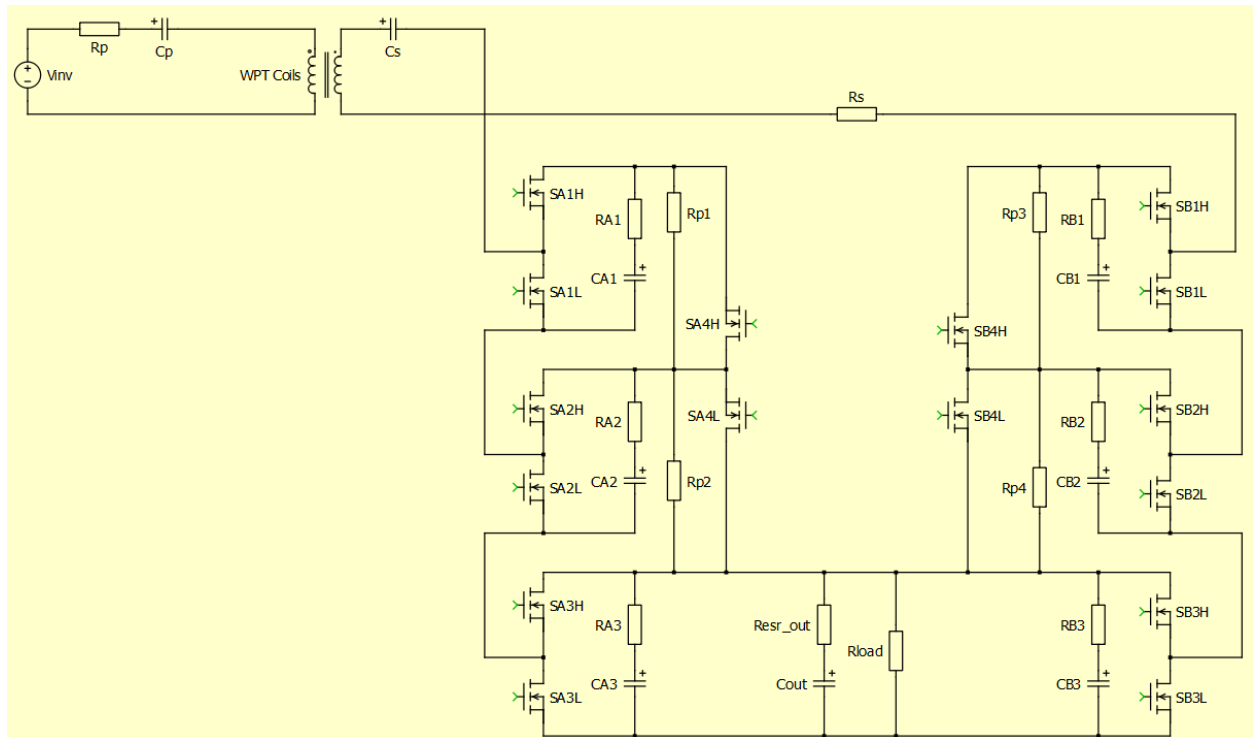 Rp
Cp
Vinv
WPT Coils
Cs
Rs
SA1H
RA1
Rp1
SA1L
CA1
SA4H
SA2H
RA2
SA4L
SA2L
CA2
Rp2
SA3H
RA3
SA3L
CA3
Resr_out
Cout
Rload
Rp3
RB1
SB1H
CB1
SB1L
SB4H
SB4L
RB2
SB2H
Rp4
CB2
SB2L
RB3
SB3H
CB3
SB3L